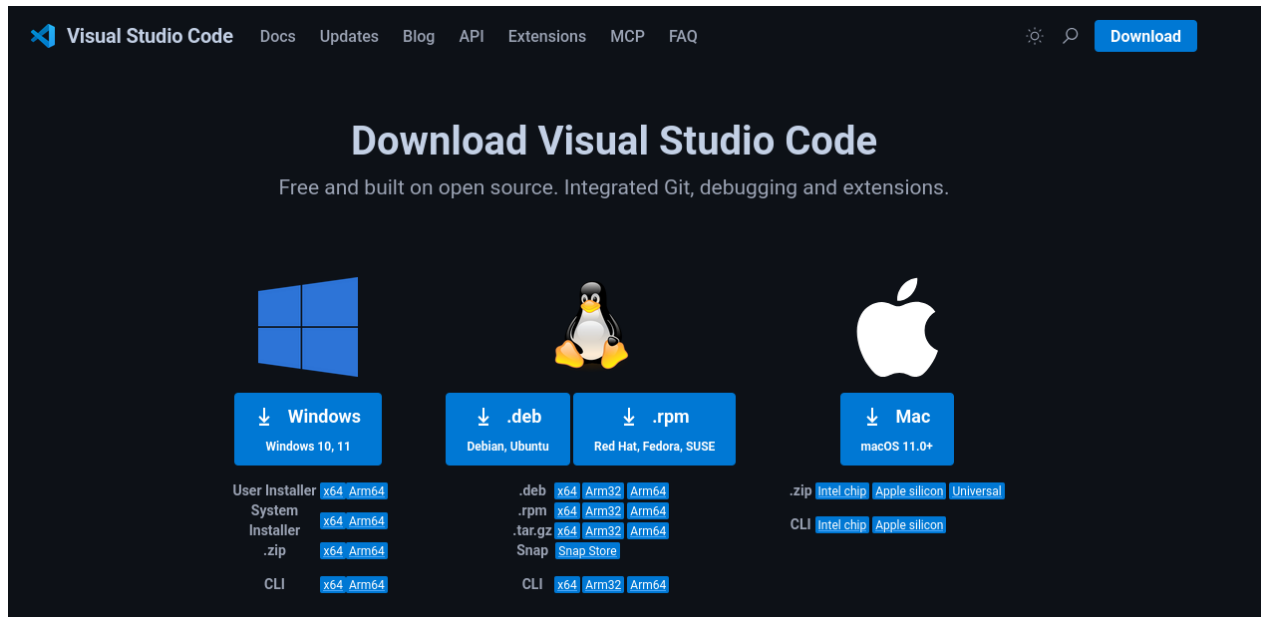 Visual Studio Code Docs Updates Blog API Extensions MCP FAQ Download
Download Visual Studio Code
Free and built on open source. Integrated Git, debugging and extensions.
Windows
Windows 10, 11
User Installer x64 Arm64
System
Installer x64 Arm64
.zip x64 Arm64
CLI x64 Arm64
.deb
Debian, Ubuntu
.rpm
Red Hat, Fedora, SUSE
.deb x64 Arm32 Arm64
.rpm x64 Arm32 Arm64
.tar.gz x64 Arm32 Arm64
Snap Snap Store
CLI x64 Arm32 Arm64
Mac
macOS 11.0+
.zip Intel chip Apple silicon Universal
CLI Intel chip Apple silicon